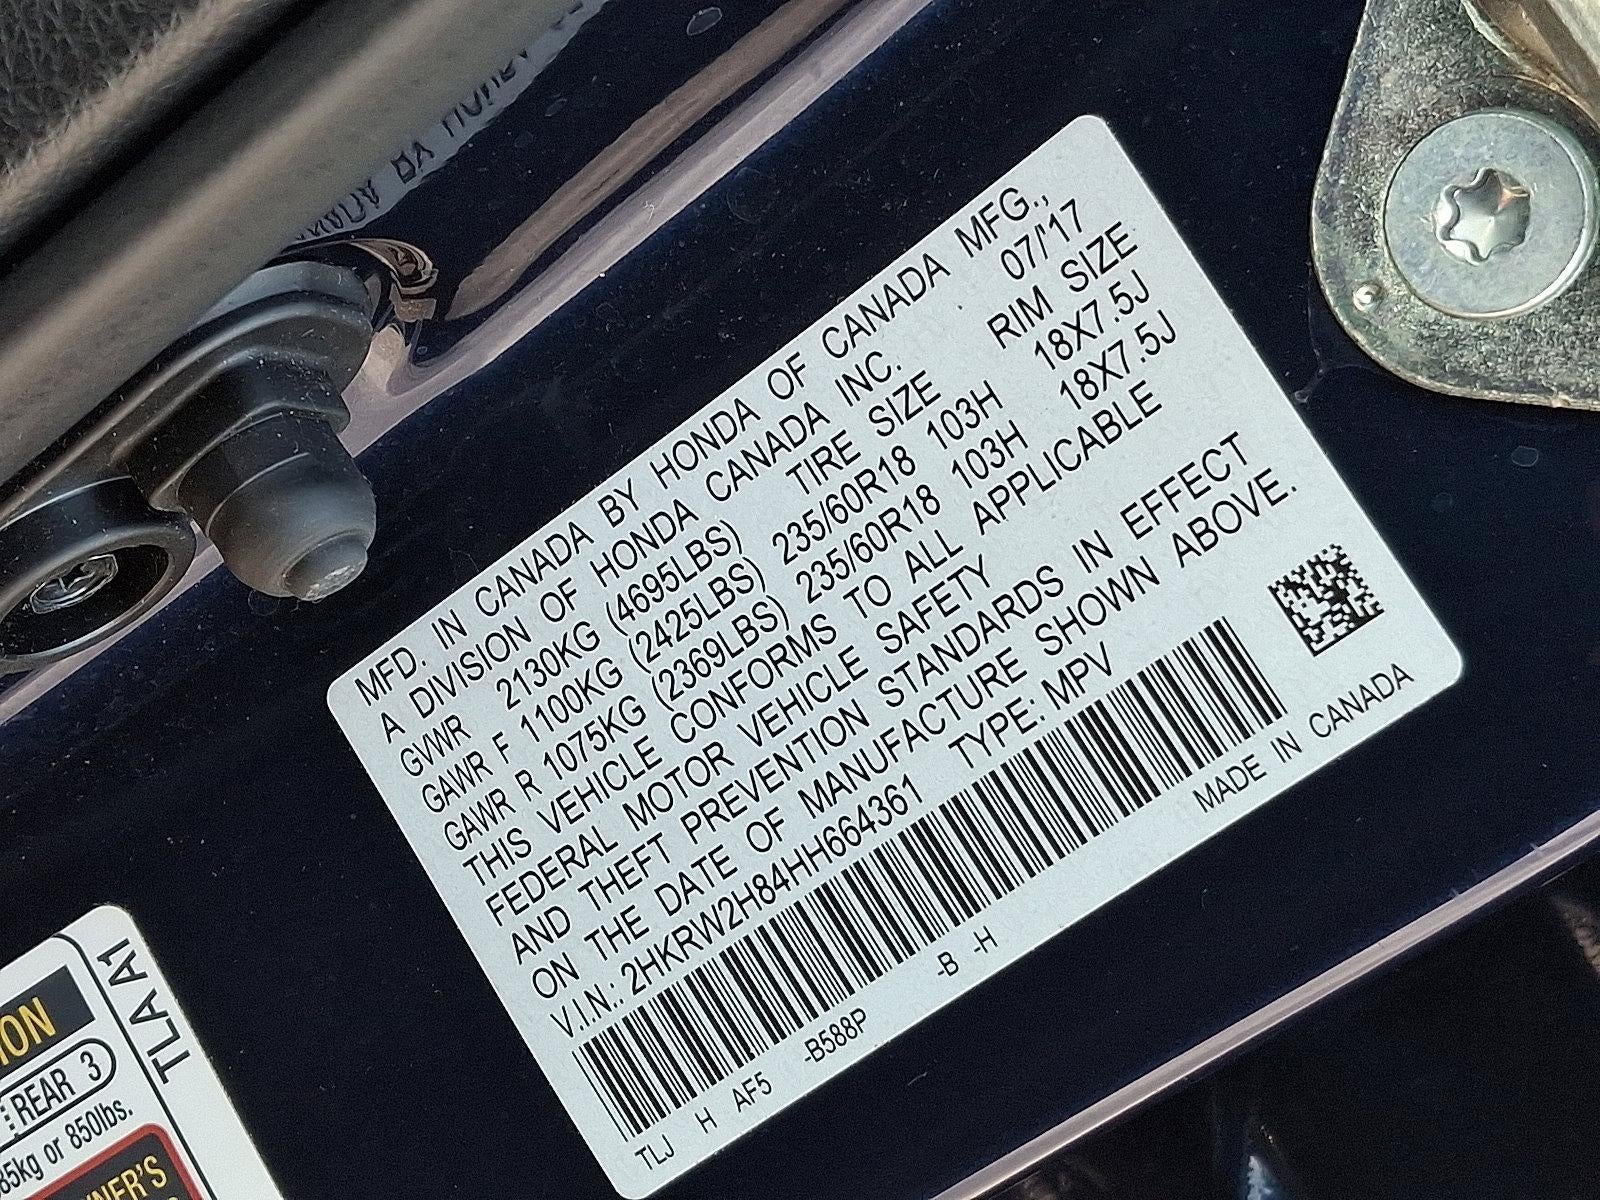 MFD. IN CANADA BY HONDA OF CANADA MFG.,
A DIVISION OF HONDA CANADA INC. 07/'17
GVWR 2130KG (4695LBS) TIRE SIZE RIM SIZE
GAWR F 1100KG (2425LBS) 235/60R18 103H 18X7.5J
GAWR R 1075KG (2369LBS) 235/60R18 103H 18X7.5J
THIS VEHICLE CONFORMS TO ALL APPLICABLE
FEDERAL MOTOR VEHICLE SAFETY
AND THEFT PREVENTION STANDARDS IN EFFECT
ON THE DATE OF MANUFACTURE SHOWN ABOVE.
V.I.N.: 2HKRW2H84HH664361 TYPE: MPV
MADE IN CANADA
TLJ H AF5 -B588P -B -H
TLA A1
REAR 3
or 850lbs.